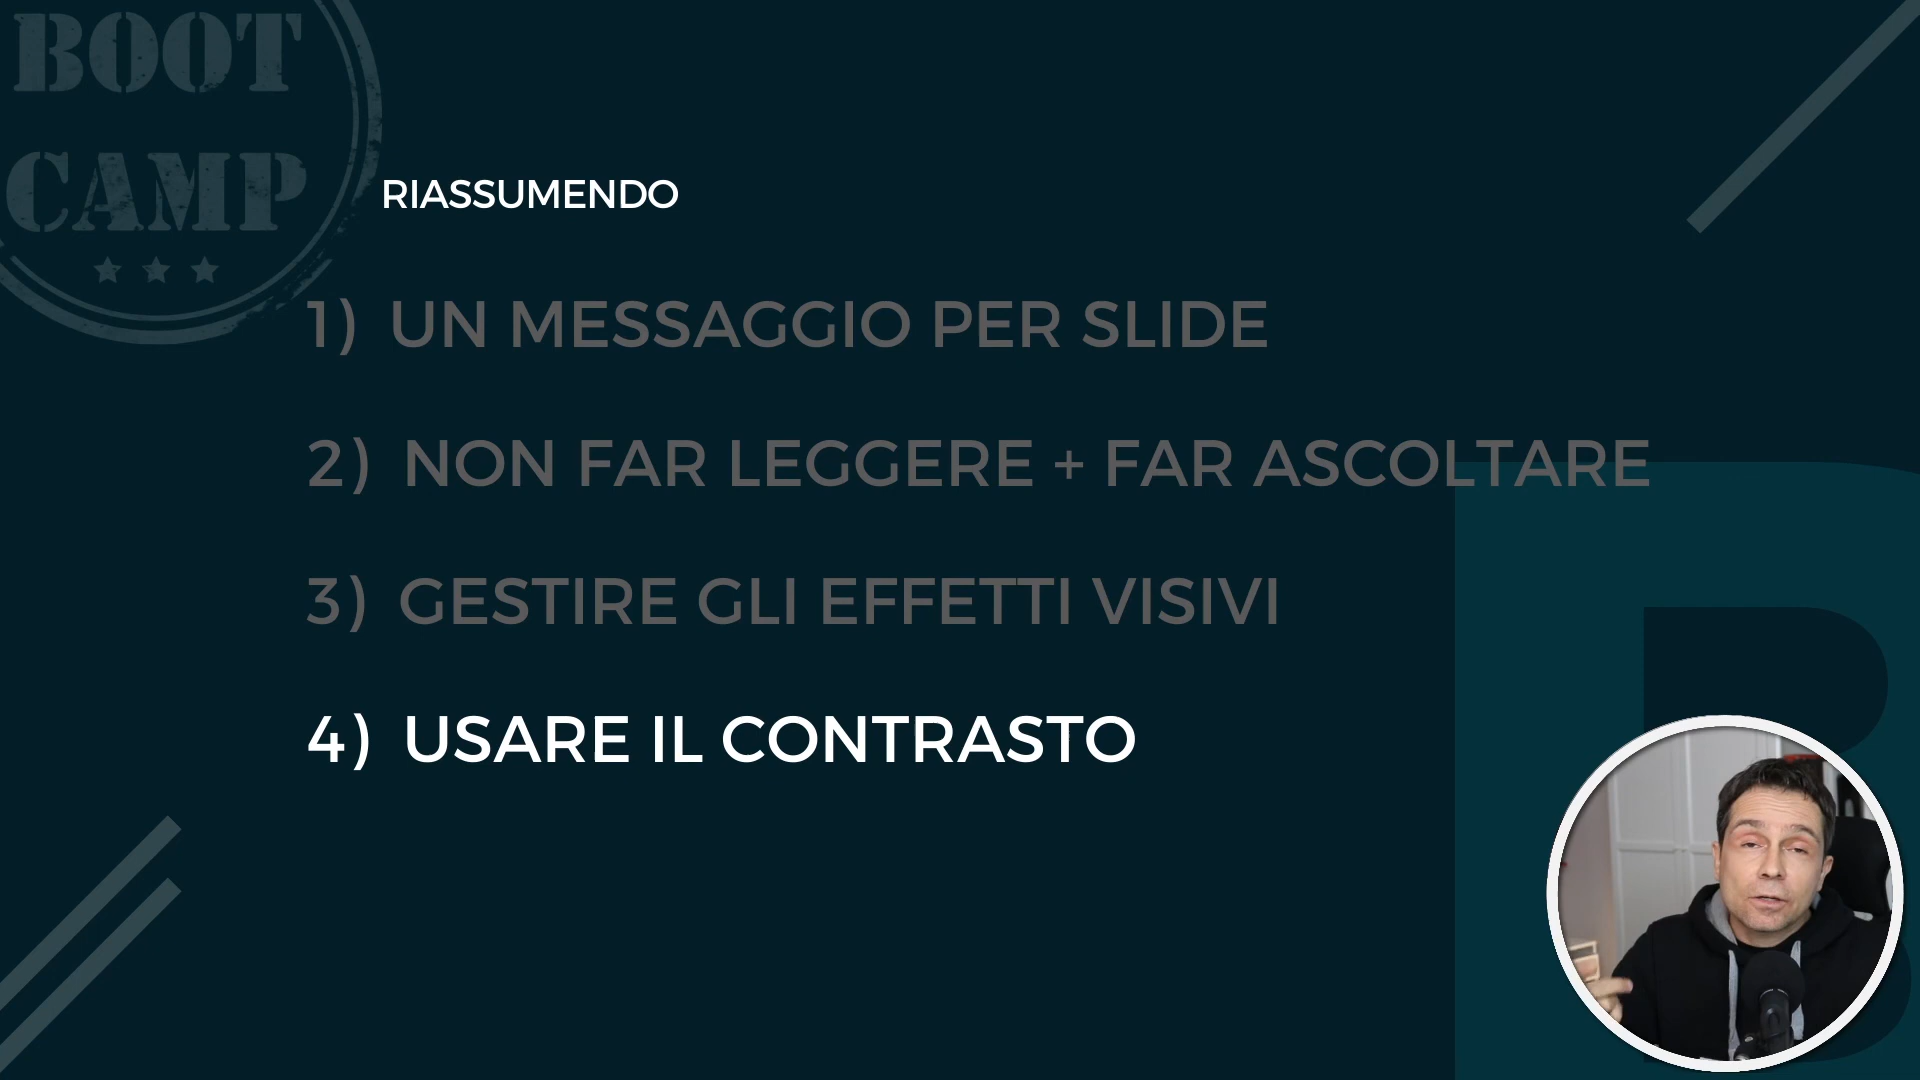 BOOT
CAMP
RIASSUMENDO
1) UN MESSAGGIO PER SLIDE
2) NON FAR LEGGERE + FAR ASCOLTARE
3) GESTIRE GLI EFFETTI VISIVI
4) USARE IL CONTRASTO